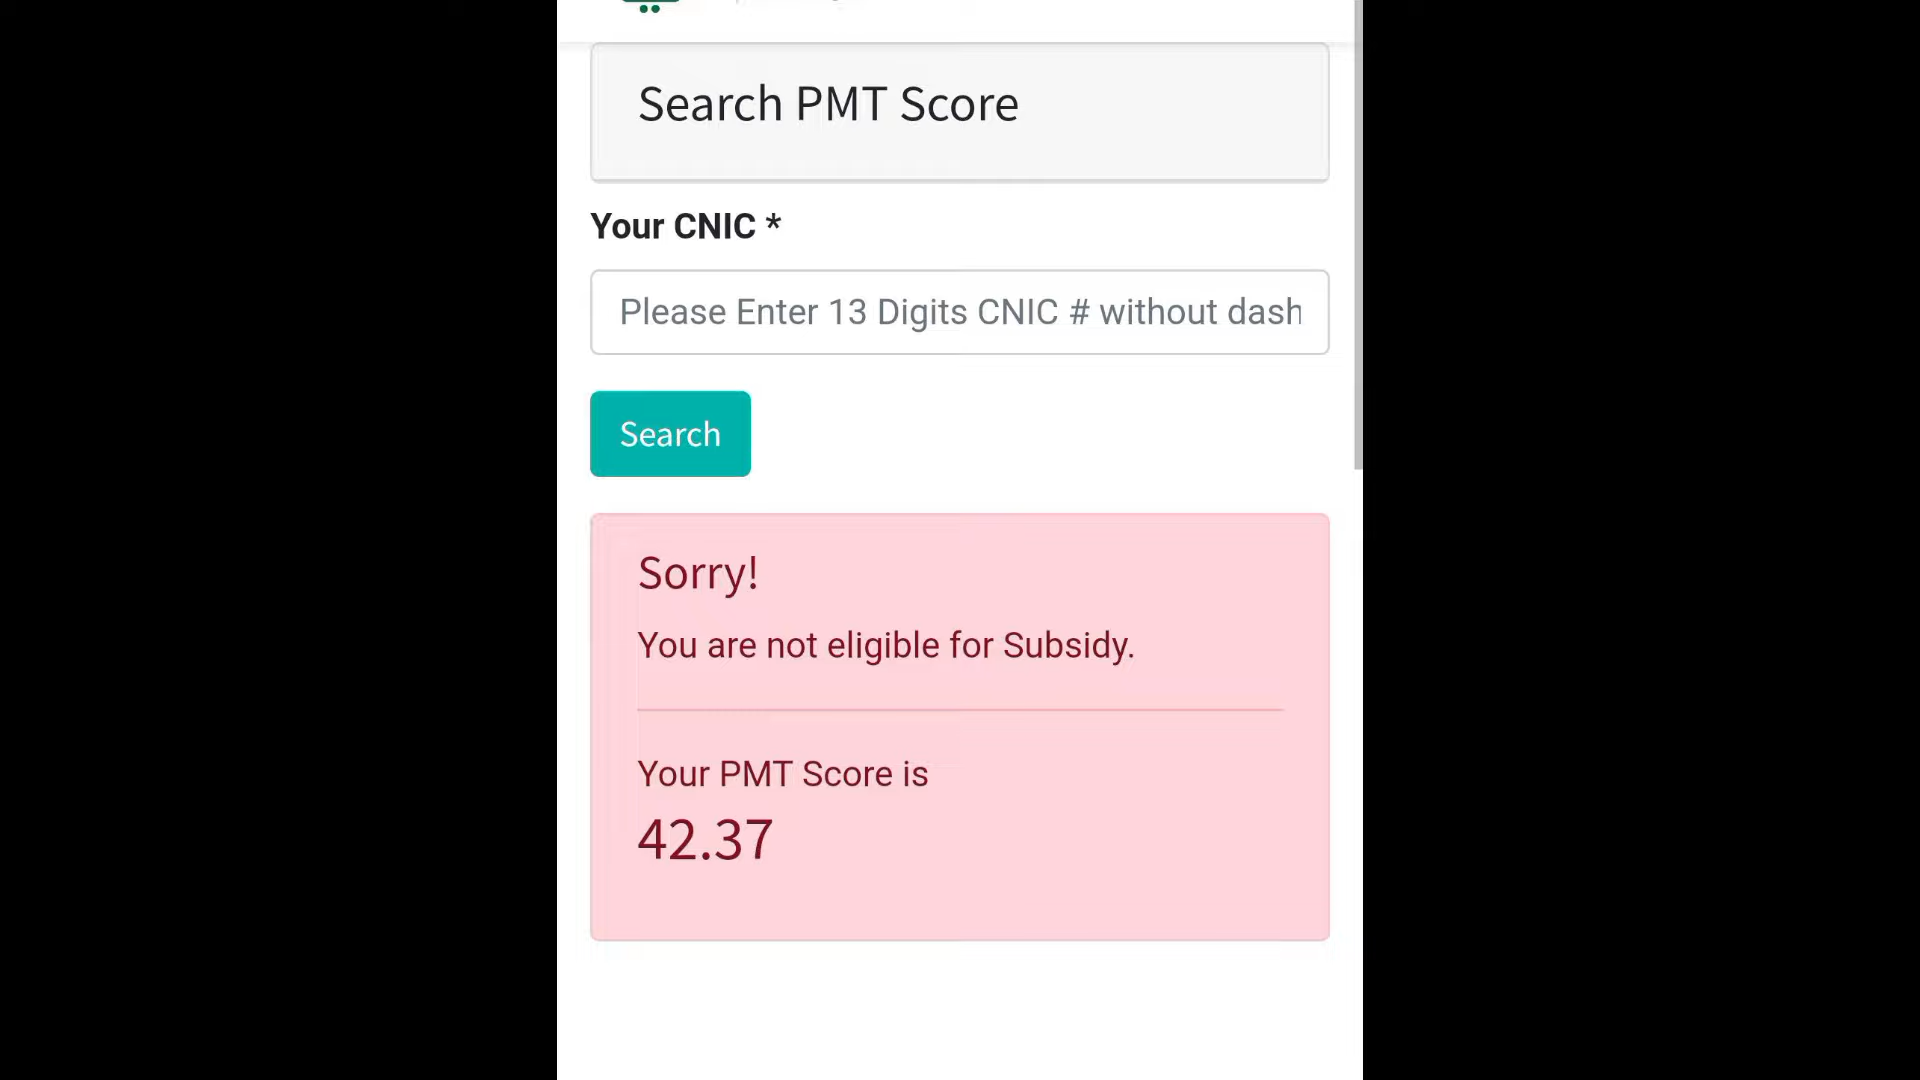 Search PMT Score
Your CNIC *
Please Enter 13 Digits CNIC # without dash
Search
Sorry!
You are not eligible for Subsidy.
Your PMT Score is
42.37